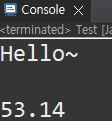 Console
<terminated> Test [Ja
Hello~
53.14